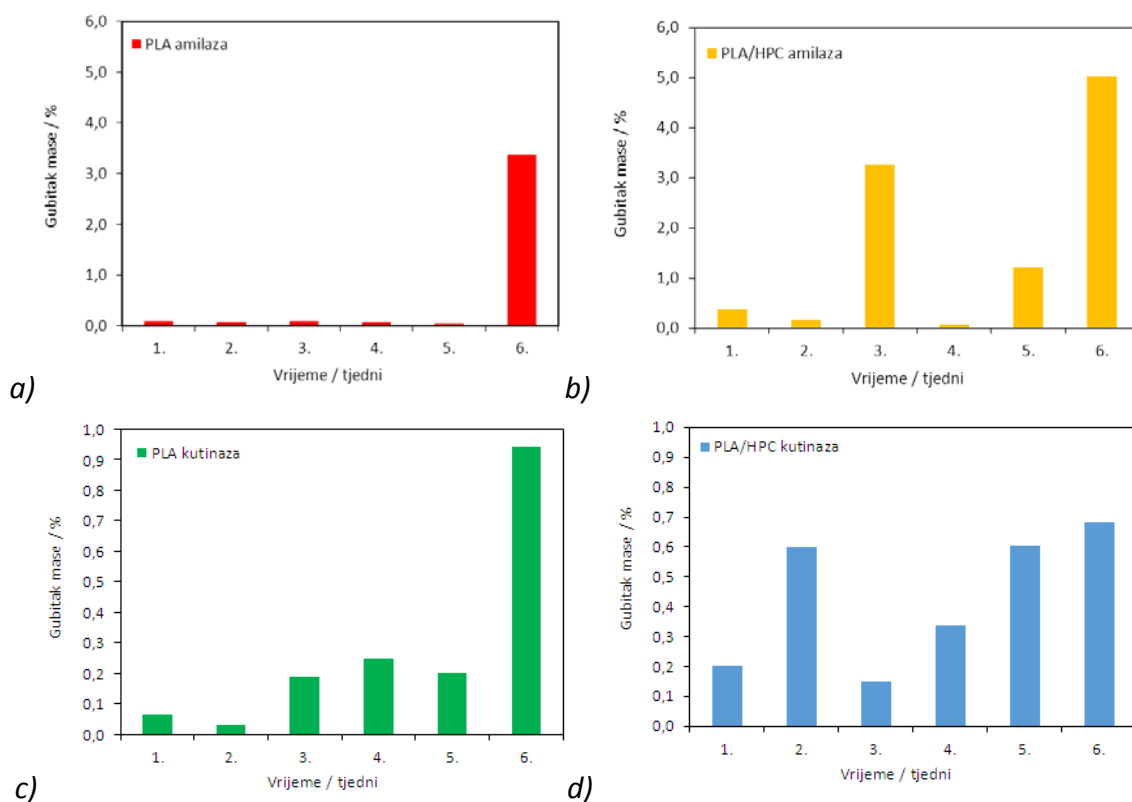 6,0
5,0
4,0
3,0
2,0
1,0
0,0
Gubitak mase / %
PLA amilaza
1. 2. 3. 4. 5. 6.
Vrijeme / tjedni
a)
6,0
5,0
4,0
3,0
2,0
1,0
0,0
Gubitak mase / %
PLA/HPC amilaza
1. 2. 3. 4. 5. 6.
Vrijeme / tjedni
b)
1,0
0,9
0,8
0,7
0,6
0,5
0,4
0,3
0,2
0,1
0,0
Gubitak mase / %
PLA kutinaza
1. 2. 3. 4. 5. 6.
Vrijeme / tjedni
c)
1,0
0,9
0,8
0,7
0,6
0,5
0,4
0,3
0,2
0,1
0,0
Gubitak mase / %
PLA/HPC kutinaza
1. 2. 3. 4. 5. 6.
Vrijeme / tjedni
d)